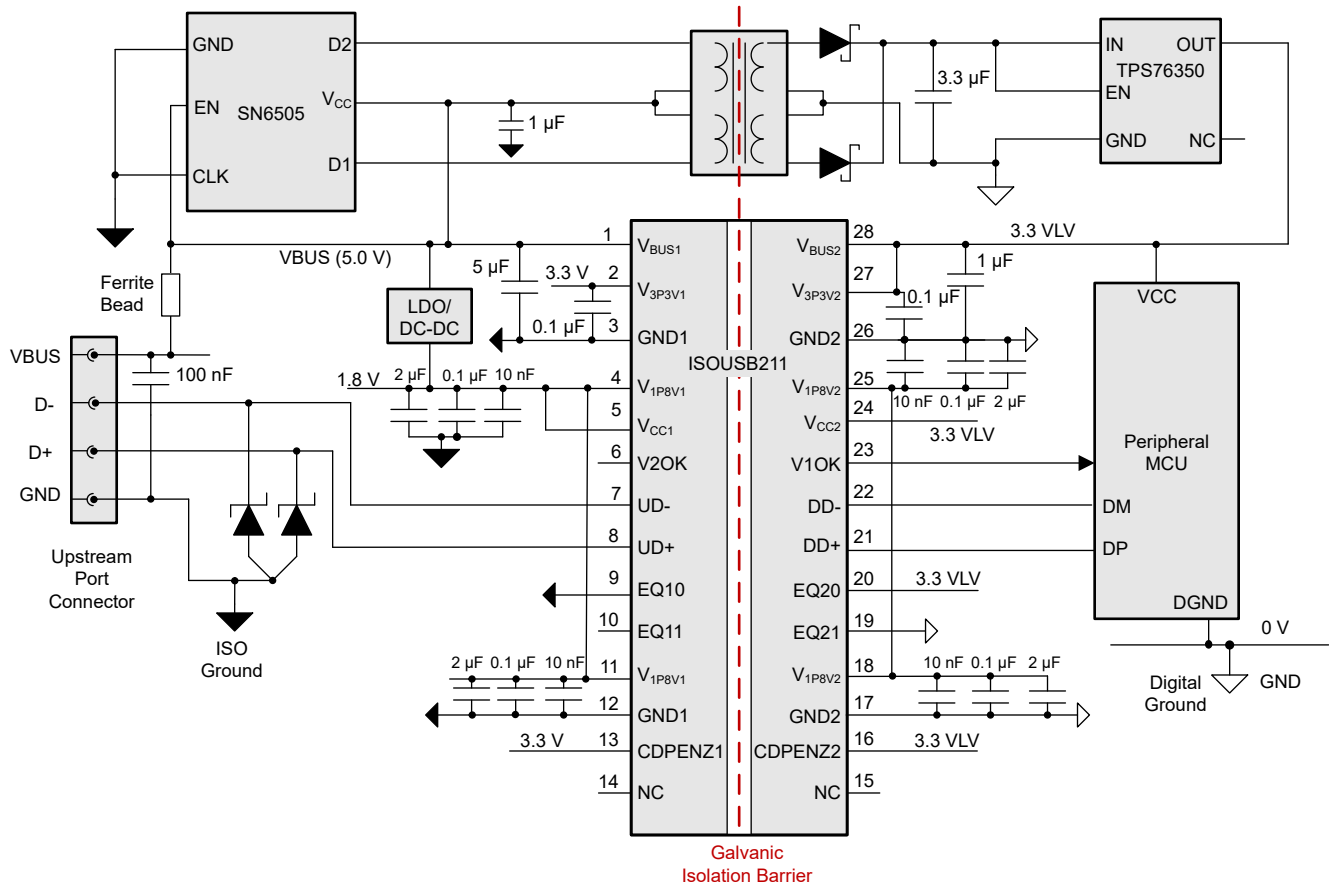 GND
D2
EN
SN6505
VCC
CLK
D1
1 µF
3.3 µF
IN
OUT
TPS76350
EN
GND
NC
VBUS (5.0 V)
Ferrite
Bead
LDO/
DC-DC
5 µF
3.3 V
0.1 µF
1.8 V
2 µF
0.1 µF
10 nF
VBUS
D-
D+
GND
100 nF
Upstream
Port
Connector
ISO
Ground
ISOUSB211
1
VBUS1
2
V3P3V1
3
GND1
4
V1P8V1
5
VCC1
6
V2OK
7
UD-
8
UD+
9
EQ10
10
EQ11
11
V1P8V1
12
GND1
13
CDPENZ1
14
NC
2 µF
0.1 µF
10 nF
3.3 V
VBUS2
28
V3P3V2
27
GND2
26
V1P8V2
25
VCC2
24
V1OK
23
DD-
22
DD+
21
EQ20
20
EQ21
19
V1P8V2
18
GND2
17
CDPENZ2
16
NC
15
3.3 VLV
1 µF
0.1 µF
10 nF
0.1 µF
2 µF
3.3 VLV
3.3 VLV
10 nF
0.1 µF
2 µF
3.3 VLV
VCC
Peripheral
MCU
DM
DP
DGND
0 V
Digital
Ground
GND
Galvanic
Isolation Barrier